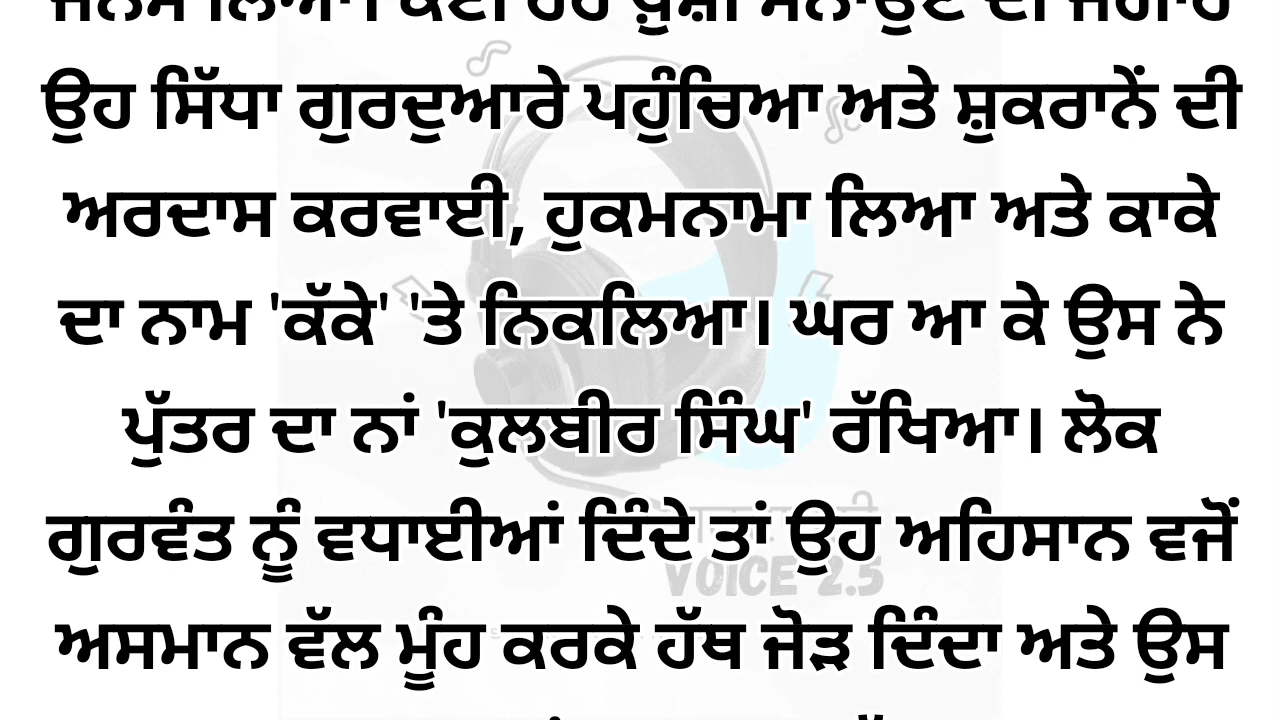 ਉਹ ਸਿੱਧਾ ਗੁਰਦੁਆਰੇ ਪਹੁੰਚਿਆ ਅਤੇ ਸ਼ੁਕਰਾਨੇਂ ਦੀ
ਅਰਦਾਸ ਕਰਵਾਈ, ਹੁਕਮਨਾਮਾ ਲਿਆ ਅਤੇ ਕਾਕੇ
ਦਾ ਨਾਮ 'ਕੱਕੇ' 'ਤੇ ਨਿਕਲਿਆ। ਘਰ ਆ ਕੇ ਉਸ ਨੇ
ਪੁੱਤਰ ਦਾ ਨਾਂ 'ਕੁਲਬੀਰ ਸਿੰਘ' ਰੱਖਿਆ। ਲੋਕ
ਗੁਰਵੰਤ ਨੂੰ ਵਧਾਈਆਂ ਦਿੰਦੇ ਤਾਂ ਉਹ ਅਹਿਸਾਨ ਵਜੋਂ
VOICE 2.5
ਅਸਮਾਨ ਵੱਲ ਮੂੰਹ ਕਰਕੇ ਹੱਥ ਜੋੜ ਦਿੰਦਾ ਅਤੇ ਉਸ